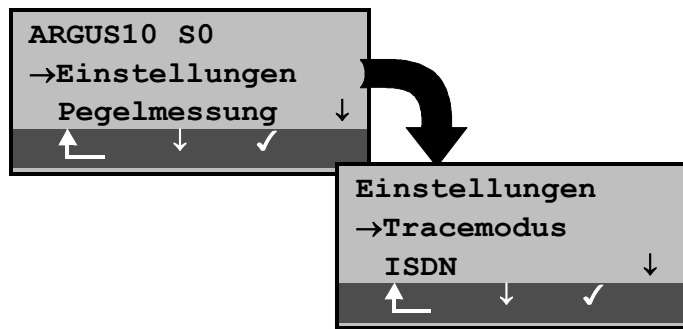 ARGUS10 S0
→Einstellungen
Pegelmessung ↓
Einstellungen
→Tracemodus
ISDN ↓